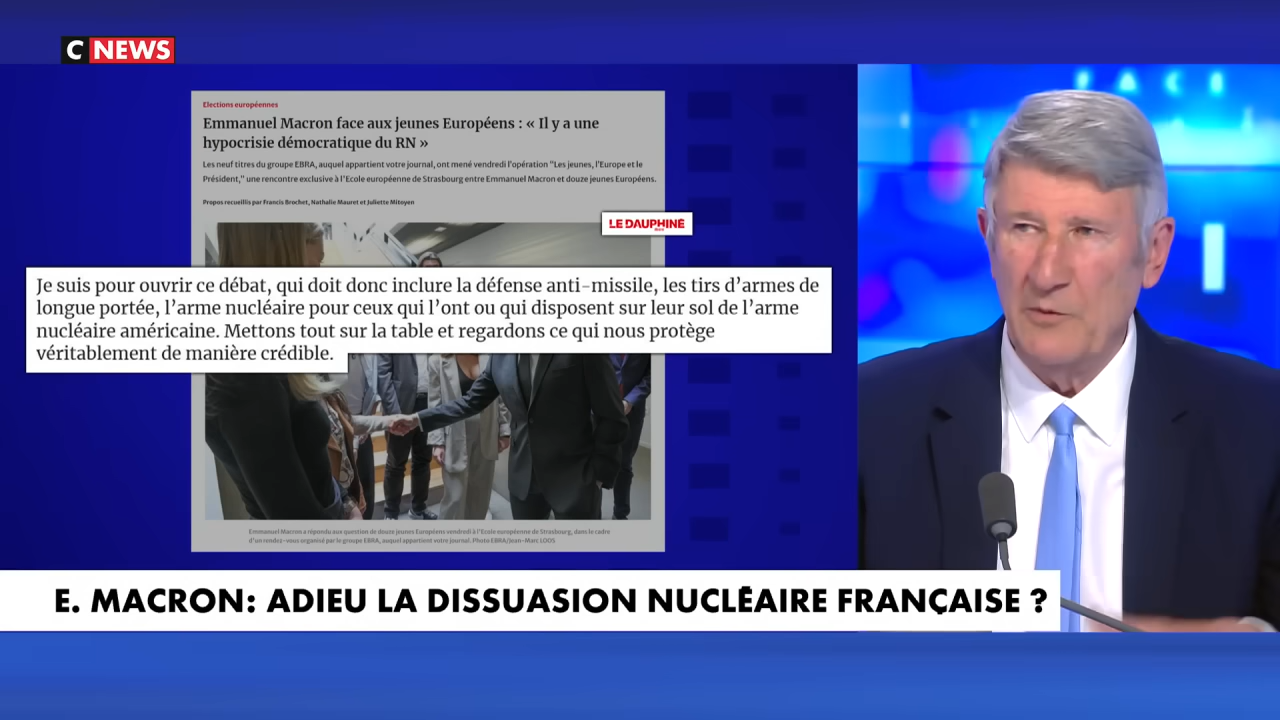 C NEWS
FACE
Elections européennes
Emmanuel Macron face aux jeunes Européens : « Il y a une
hypocrisie démocratique du RN »
Les neuf titres du groupe EBRA, auquel appartient votre journal, ont mené vendredi l'opération "Les jeunes, l'Europe et le
Président," une rencontre exclusive à l'Ecole européenne de Strasbourg entre Emmanuel Macron et douze jeunes Européens.
Propos recueillis par Francis Brochet, Nathalie Mauret et Juliette Mitoyen
LE DAUPHINÉ
Je suis pour ouvrir ce débat, qui doit donc inclure la défense anti-missile, les tirs d'armes de
longue portée, l'arme nucléaire pour ceux qui l'ont ou qui disposent sur leur sol de l'arme
nucléaire américaine. Mettons tout sur la table et regardons ce qui nous protège
véritablement de manière crédible.
Emmanuel Macron a répondu aux question de douze jeunes Européens vendredi à l'Ecole européenne de Strasbourg, dans le cadre
d'un rendez-vous organisé par le groupe EBRA, auquel appartient votre journal. Photo EBRA/Jean-Marc LOOS
E. MACRON: ADIEU LA DISSUASION NUCLÉAIRE FRANÇAISE ?